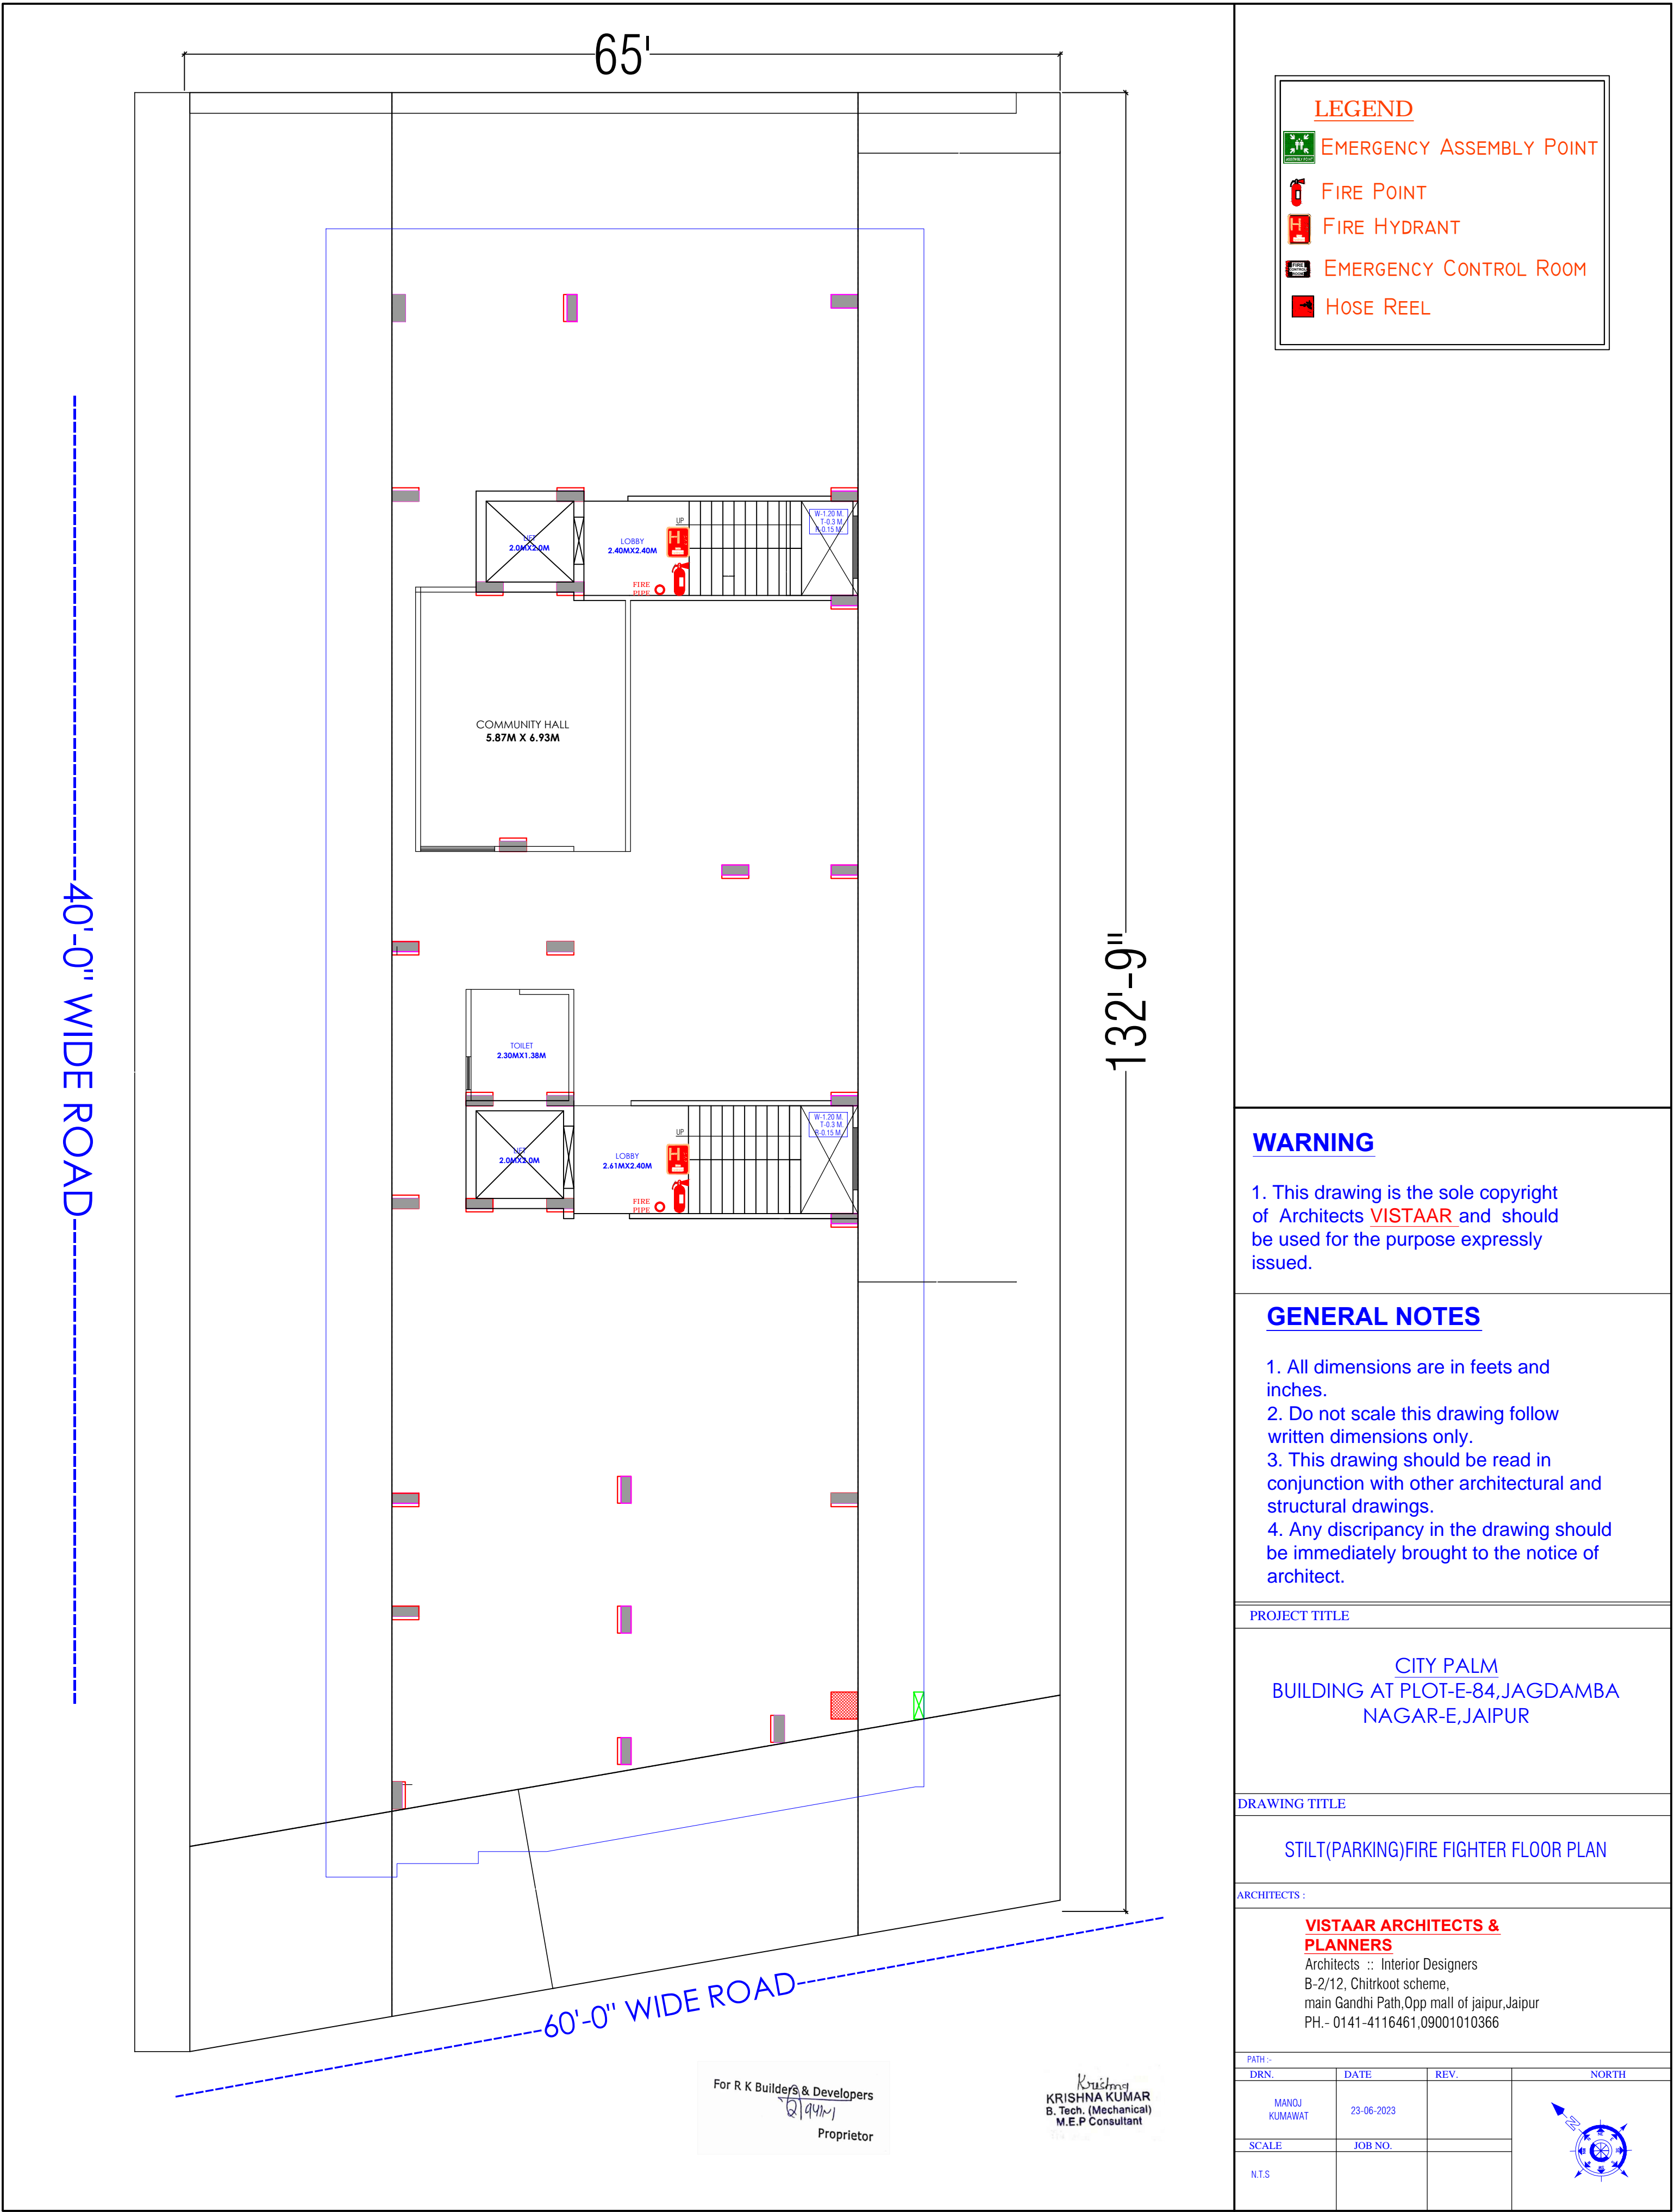 65'
40'-0" WIDE ROAD
132'-9"
LIFT
2.0MX2.0M
LOBBY
2.40MX2.40M
H
FIRE
PIPE
UP
W-1.20 M.
T-0.3 M
R-0.15 M.
COMMUNITY HALL
5.87M X 6.93M
TOILET
2.30MX1.38M
LIFT
2.0MX2.0M
LOBBY
2.61MX2.40M
H
FIRE
PIPE
UP
W-1.20 M.
T-0.3 M
R-0.15 M.
60'-0" WIDE ROAD
For R K Builders & Developers
Proprietor
KRISHNA KUMAR
B. Tech. (Mechanical)
M.E.P Consultant
LEGEND
ASSEMBLY POINT
EMERGENCY ASSEMBLY POINT
FIRE POINT
H
FIRE HYDRANT
FIRE
CONTROL
ROOM
EMERGENCY CONTROL ROOM
HOSE REEL
WARNING
1. This drawing is the sole copyright
of Architects VISTAAR and should
be used for the purpose expressly
issued.
GENERAL NOTES
1. All dimensions are in feets and
inches.
2. Do not scale this drawing follow
written dimensions only.
3. This drawing should be read in
conjunction with other architectural and
structural drawings.
4. Any discripancy in the drawing should
be immediately brought to the notice of
architect.
PROJECT TITLE
CITY PALM
BUILDING AT PLOT-E-84,JAGDAMBA
NAGAR-E,JAIPUR
DRAWING TITLE
STILT(PARKING)FIRE FIGHTER FLOOR PLAN
ARCHITECTS :
VISTAAR ARCHITECTS &
PLANNERS
Architects :: Interior Designers
B-2/12, Chitrkoot scheme,
main Gandhi Path,Opp mall of jaipur,Jaipur
PH.- 0141-4116461,09001010366
PATH :-
DRN. DATE REV. NORTH
MANOJ
KUMAWAT
23-06-2023
N
SCALE JOB NO.
N.T.S